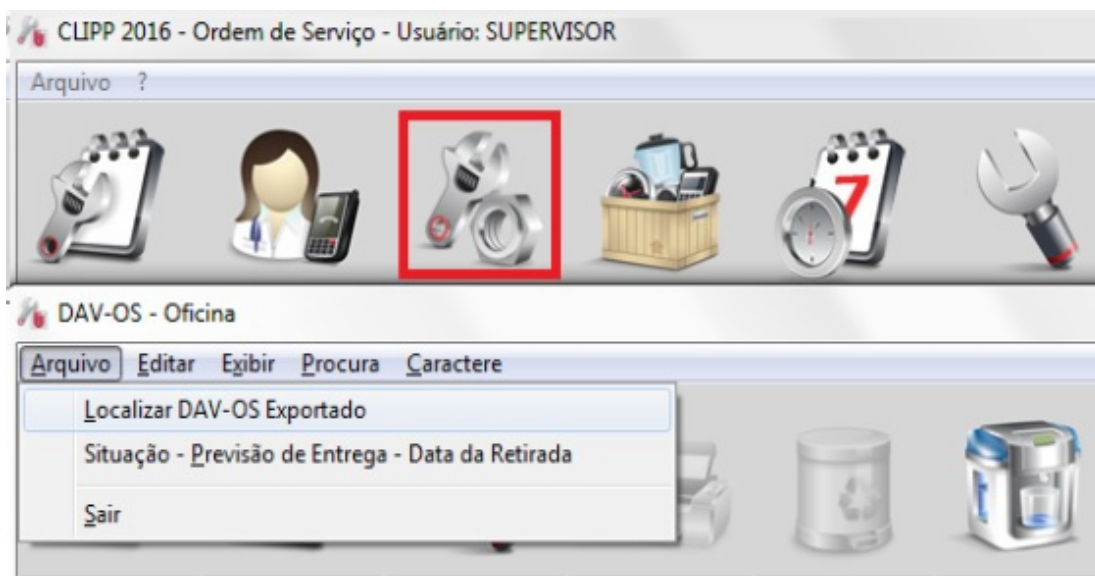 CLIPP 2016 - Ordem de Serviço - Usuário: SUPERVISOR
Arquivo ?
7
DAV-OS - Oficina
Arquivo Editar Exibir Procura Caractere
Localizar DAV-OS Exportado
Situação - Previsão de Entrega - Data da Retirada
Sair